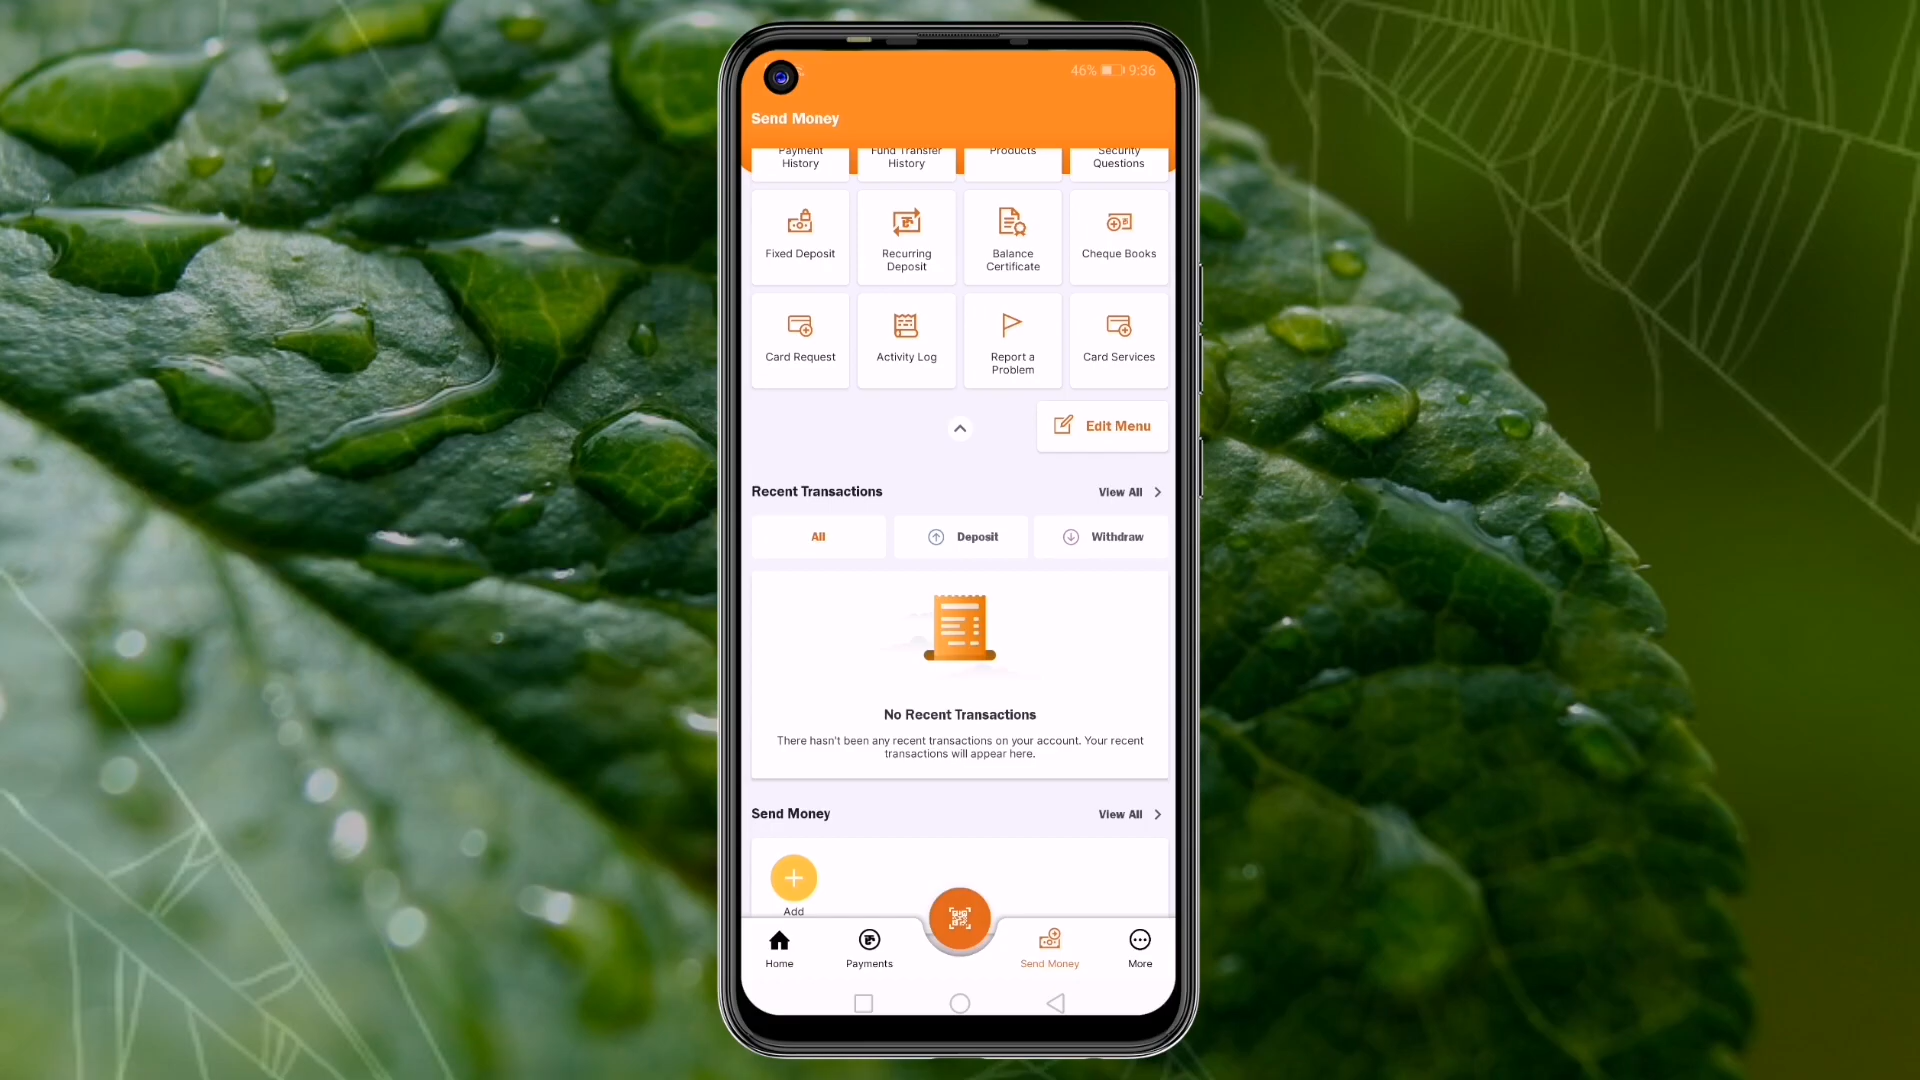 46% 9:36
Send Money
Payment History
Fund Transfer History
Products
Security Questions
Fixed Deposit
Recurring Deposit
Balance Certificate
Cheque Books
Card Request
Activity Log
Report a Problem
Card Services
Edit Menu
Recent Transactions
View All
All
Deposit
Withdraw
No Recent Transactions
There hasn't been any recent transactions on your account. Your recent
transactions will appear here.
Send Money
View All
Add
Home
Payments
Send Money
More